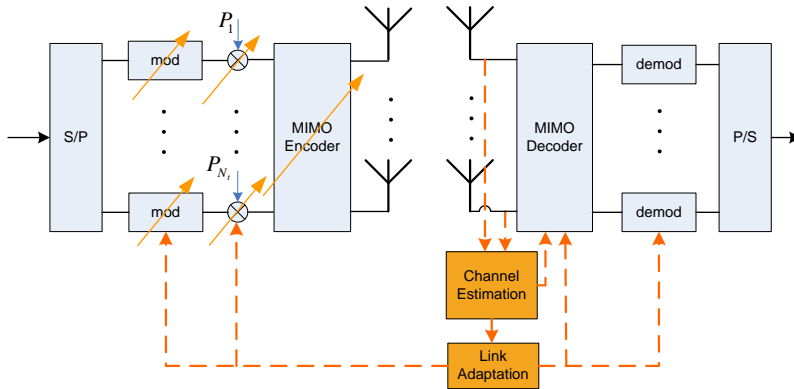 P1
mod
demod
S/P
MIMO
Encoder
MIMO
Decoder
P/S
PNt
mod
demod
Channel
Estimation
Link
Adaptation